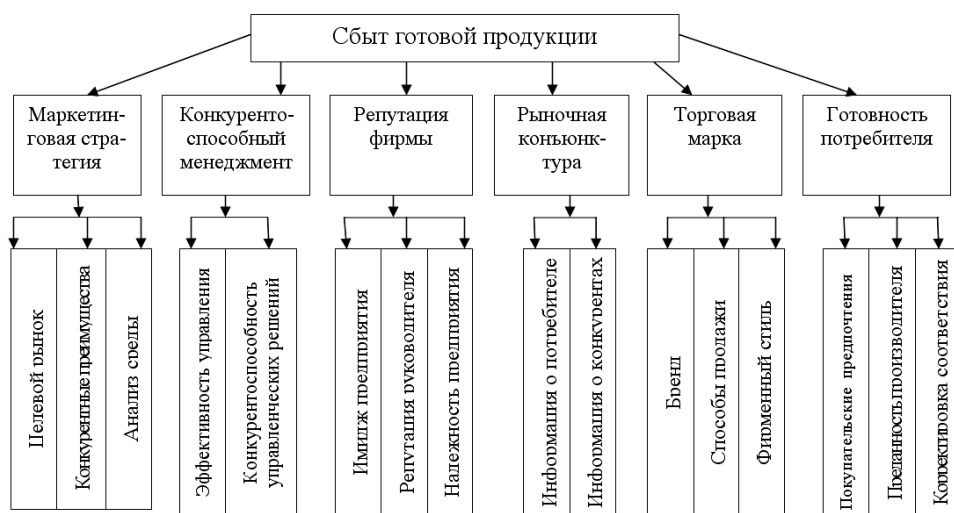 Сбыт готовой продукции
Маркетин-
говая стра-
тегия
Конкуренто-
способный
менеджмент
Репутация
фирмы
Рыночная
конъюнк-
тура
Торговая
марка
Готовность
потребителя
Целевой рынок
Конкурентные преимущества
Анализ среды
Эффективность управления
Конкурентоспособность
управленческих решений
Имидж предприятия
Репутация руководителя
Надежность предприятия
Информация о потребителе
Информация о конкурентах
Бренд
Способы продажи
Фирменный стиль
Покупательские предпочтения
Преданность производителя
Корректировка соответствия